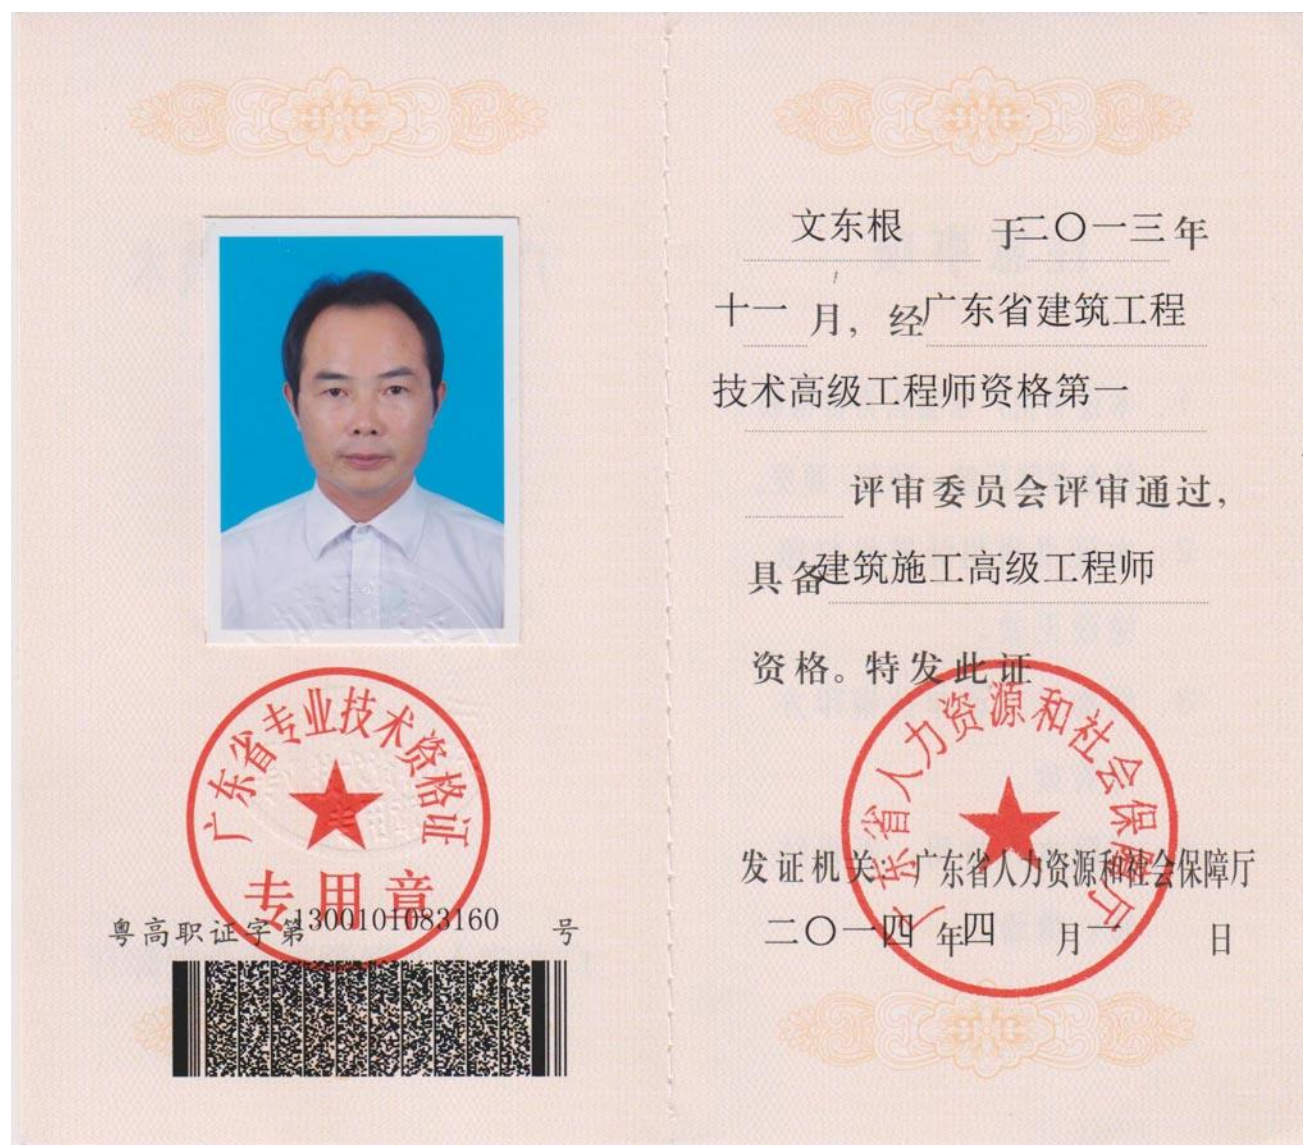 广东省专业技术资格证
专用章
粤高职证字第1300101083160号
文东根 于二〇一三年
十一月，经广东省建筑工程
技术高级工程师资格第一
评审委员会评审通过，
具备建筑施工高级工程师
资格。特发此证
广东省人力资源和社会保障厅
发证机关：广东省人力资源和社会保障厅
二〇一四年四月一日